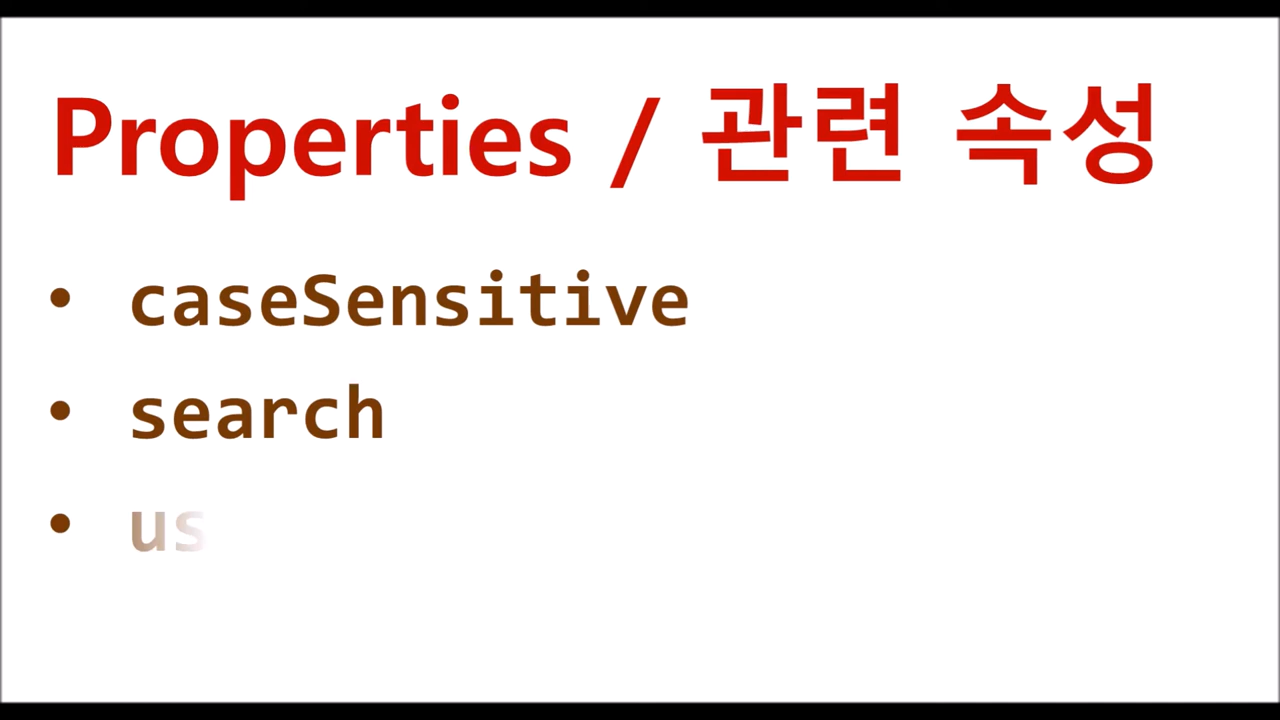 Properties / 관련 속성
• caseSensitive
• search
• us